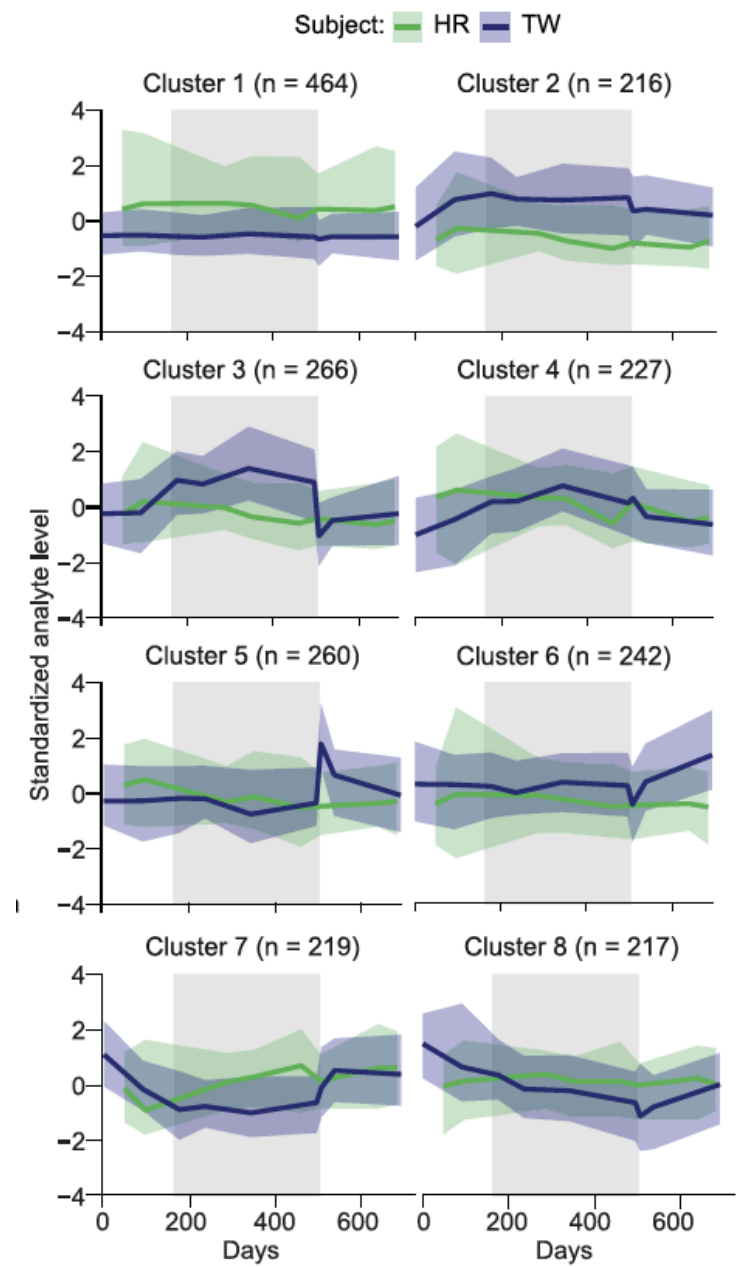 Subject: HR TW
Cluster 1 (n = 464) Cluster 2 (n = 216)
4
2
0
−2
−4
Cluster 3 (n = 266) Cluster 4 (n = 227)
4
2
0
−2
−4
Standardized analyte level
Cluster 5 (n = 260) Cluster 6 (n = 242)
4
2
0
−2
−4
Cluster 7 (n = 219) Cluster 8 (n = 217)
4
2
0
−2
−4
0 200 400 600 0 200 400 600
Days Days